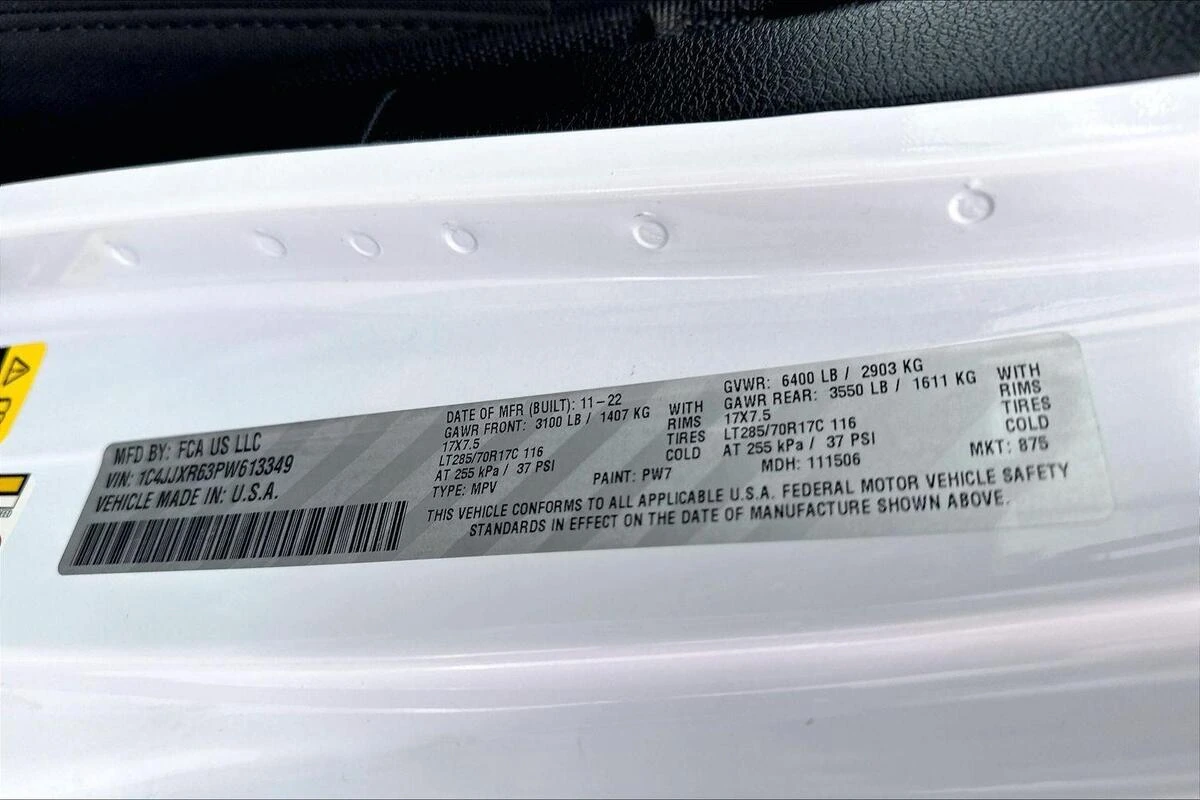 MFD BY: FCA US LLC
VIN: 1C4JJXR63PW613349
VEHICLE MADE IN: U.S.A.
DATE OF MFR (BUILT): 11-22
GAWR FRONT: 3100 LB / 1407 KG WITH
17X7.5 RIMS
LT285/70R17C 116 TIRES
AT 255 kPa / 37 PSI COLD
TYPE: MPV PAINT: PW7
GVWR: 6400 LB / 2903 KG
GAWR REAR: 3550 LB / 1611 KG WITH
17X7.5 RIMS
LT285/70R17C 116 TIRES
AT 255 kPa / 37 PSI COLD
MDH: 111506 MKT: 875
THIS VEHICLE CONFORMS TO ALL APPLICABLE U.S.A. FEDERAL MOTOR VEHICLE SAFETY
STANDARDS IN EFFECT ON THE DATE OF MANUFACTURE SHOWN ABOVE.